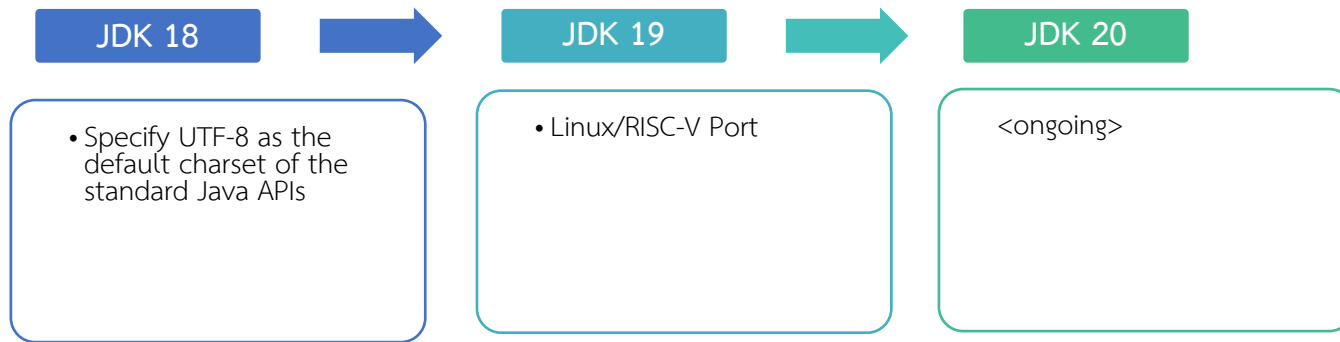 JDK 18
JDK 19
JDK 20
• Specify UTF-8 as the
default charset of the
standard Java APIs
• Linux/RISC-V Port
<ongoing>